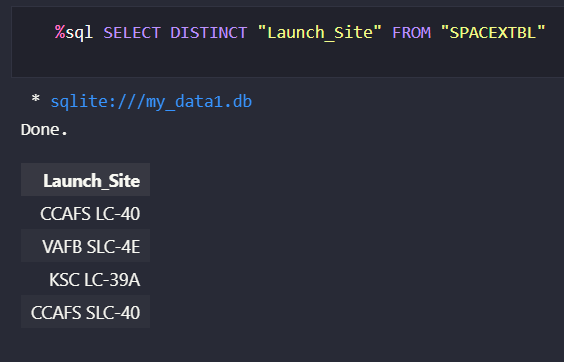 %sql SELECT DISTINCT "Launch_Site" FROM "SPACEXTBL"
* sqlite:///my_data1.db
Done.
Launch_Site
CCAFS LC-40
VAFB SLC-4E
KSC LC-39A
CCAFS SLC-40